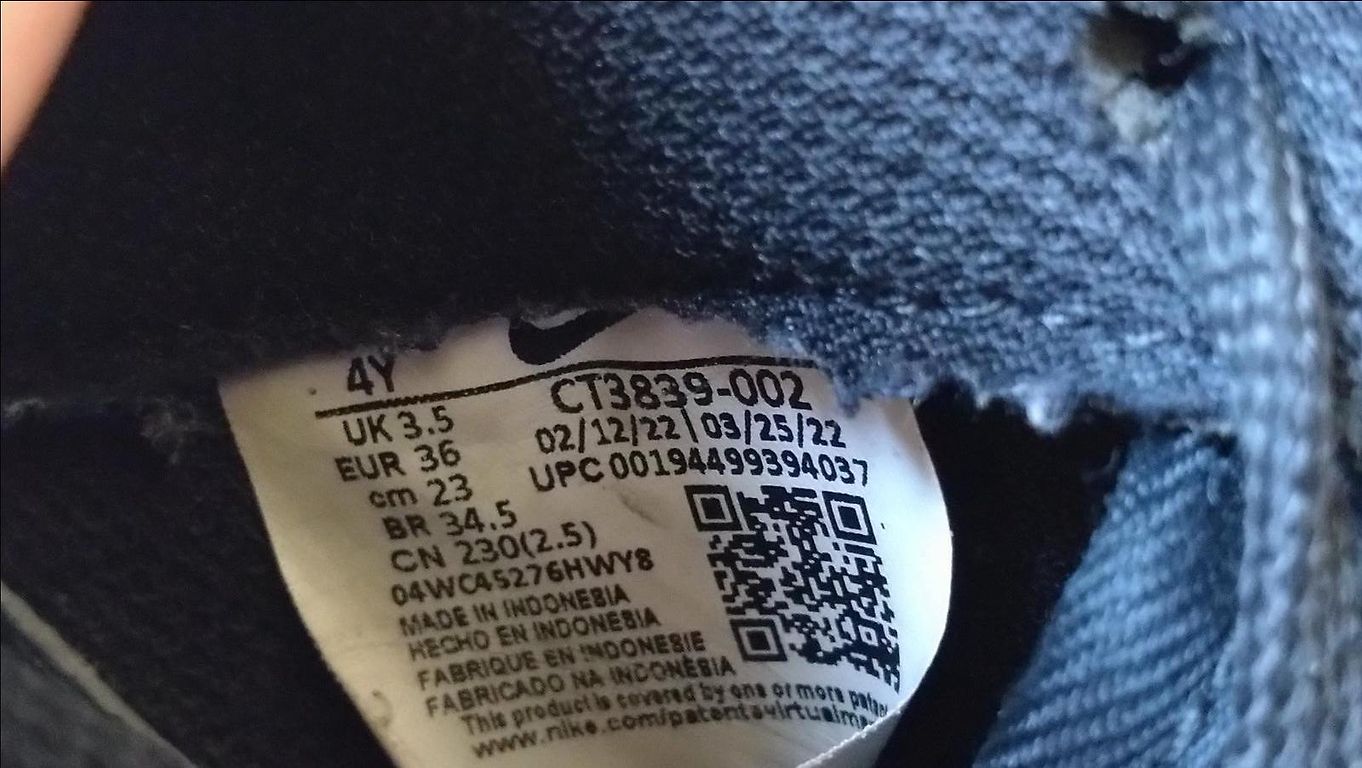 4Y
UK 3.5
EUR 36
cm 23
BR 34.5
CN 230(2.5)
CT3839-002
02/12/22\03/25/22
UPC 00194499394037
04WC45276HWY8
MADE IN INDONESIA
HECHO EN INDONESIA
FABRIQUE EN INDONESIE
FABRICADO NA INDONÈSIA
This product is covered by one or more
www.nike.com/patents